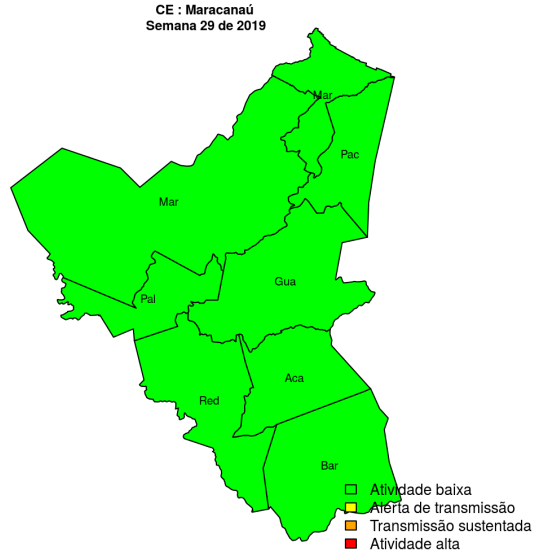 CE : Maracanaú
Semana 29 de 2019
Mar
Pac
Mar
Gua
Pal
Aca
Red
Bar
Atividade baixa
Alerta de transmissão
Transmissão sustentada
Atividade alta